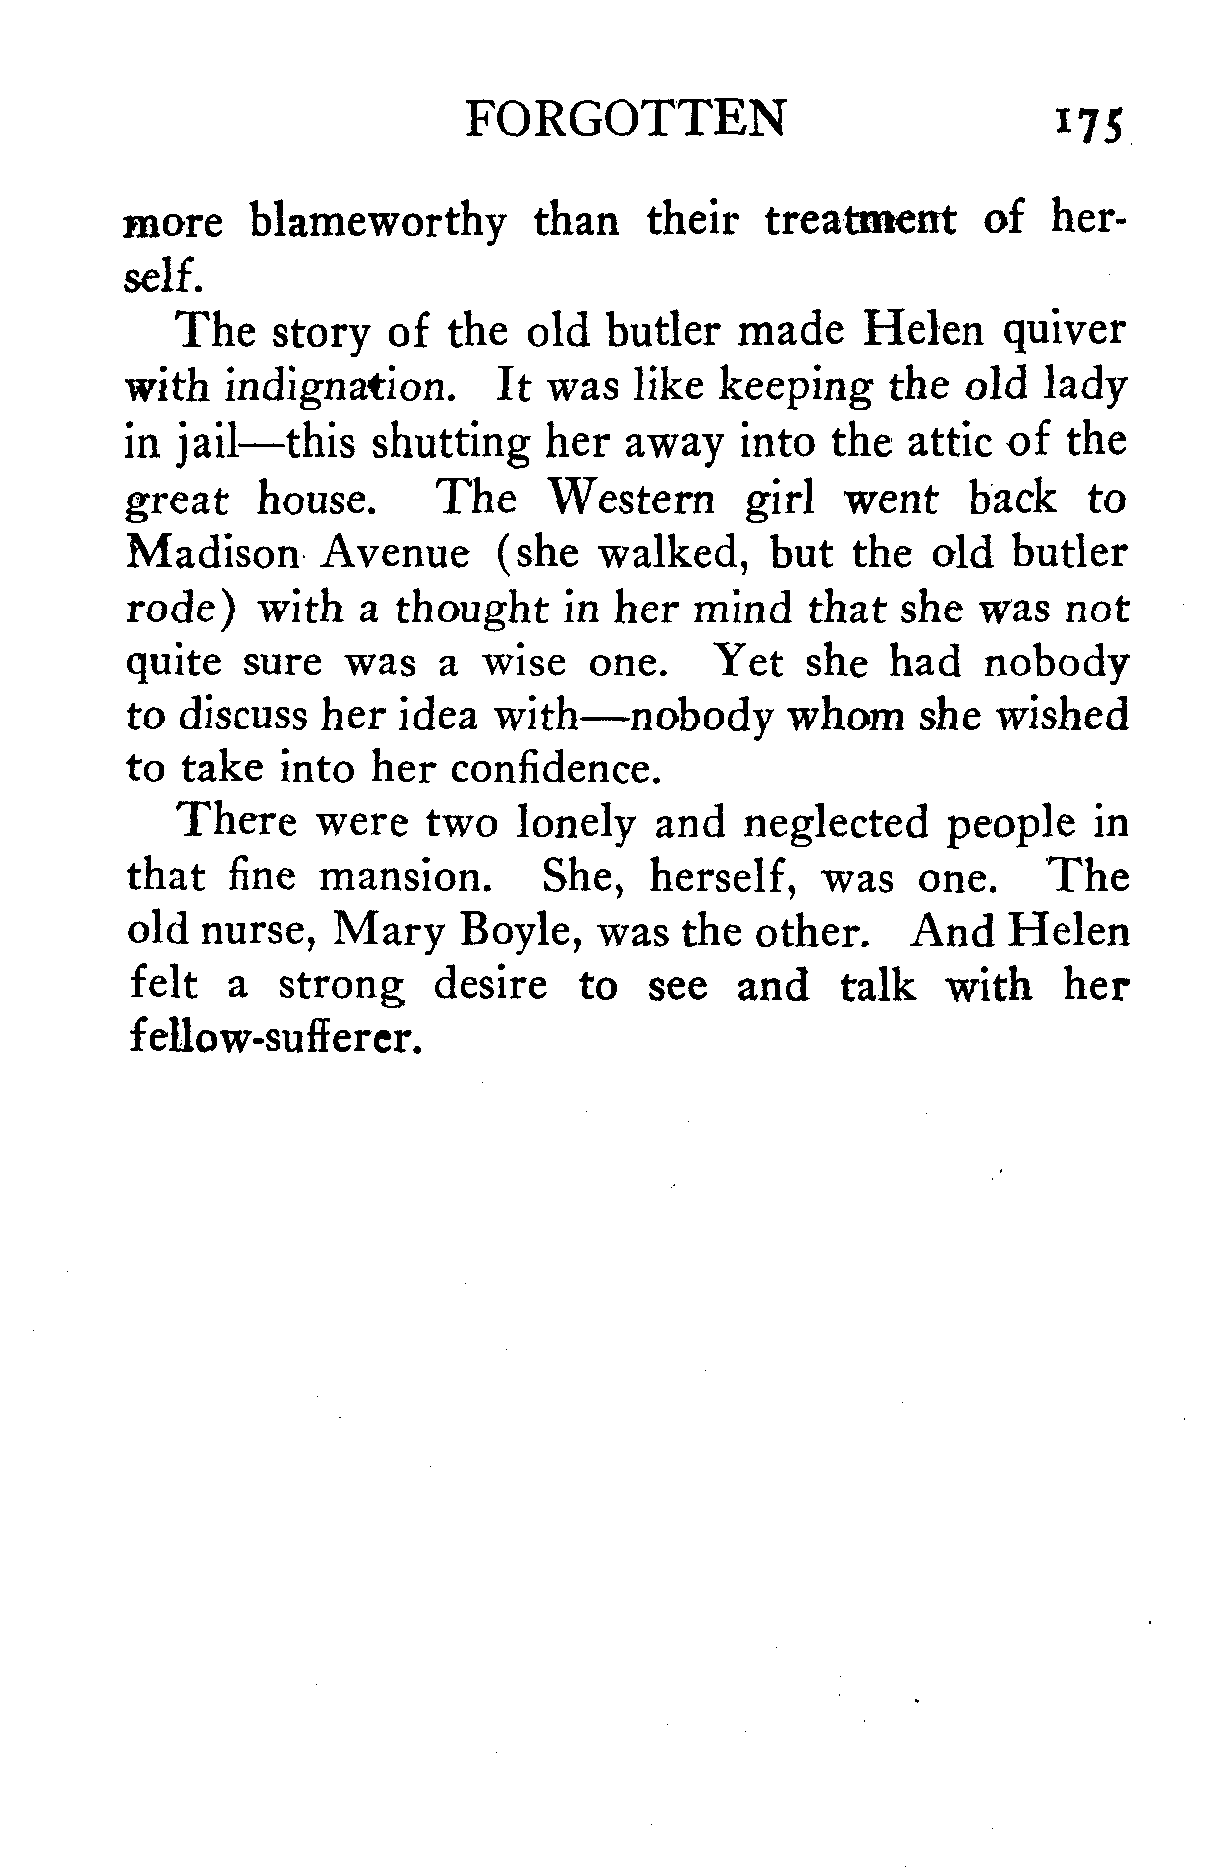 FORGOTTEN 175
more blameworthy than their treatment of her-
self.
The story of the old butler made Helen quiver
with indignation. It was like keeping the old lady
in jail—this shutting her away into the attic of the
great house. The Western girl went back to
Madison Avenue (she walked, but the old butler
rode) with a thought in her mind that she was not
quite sure was a wise one. Yet she had nobody
to discuss her idea with—nobody whom she wished
to take into her confidence.
There were two lonely and neglected people in
that fine mansion. She, herself, was one. The
old nurse, Mary Boyle, was the other. And Helen
felt a strong desire to see and talk with her
fellow-sufferer.